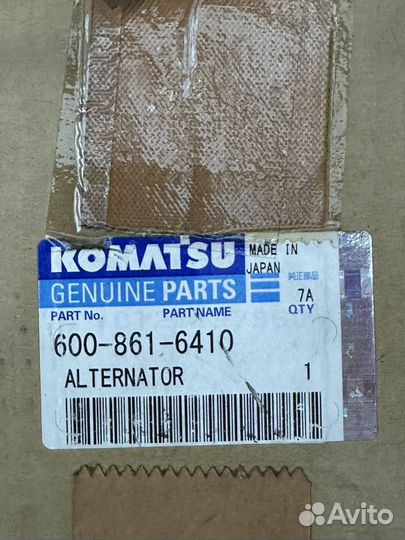 KOMATSU
MADE IN
JAPAN
GENUINE PARTS
純正部品
7A
PART No.
PART NAME
QTY
600-861-6410
ALTERNATOR
1
Avito